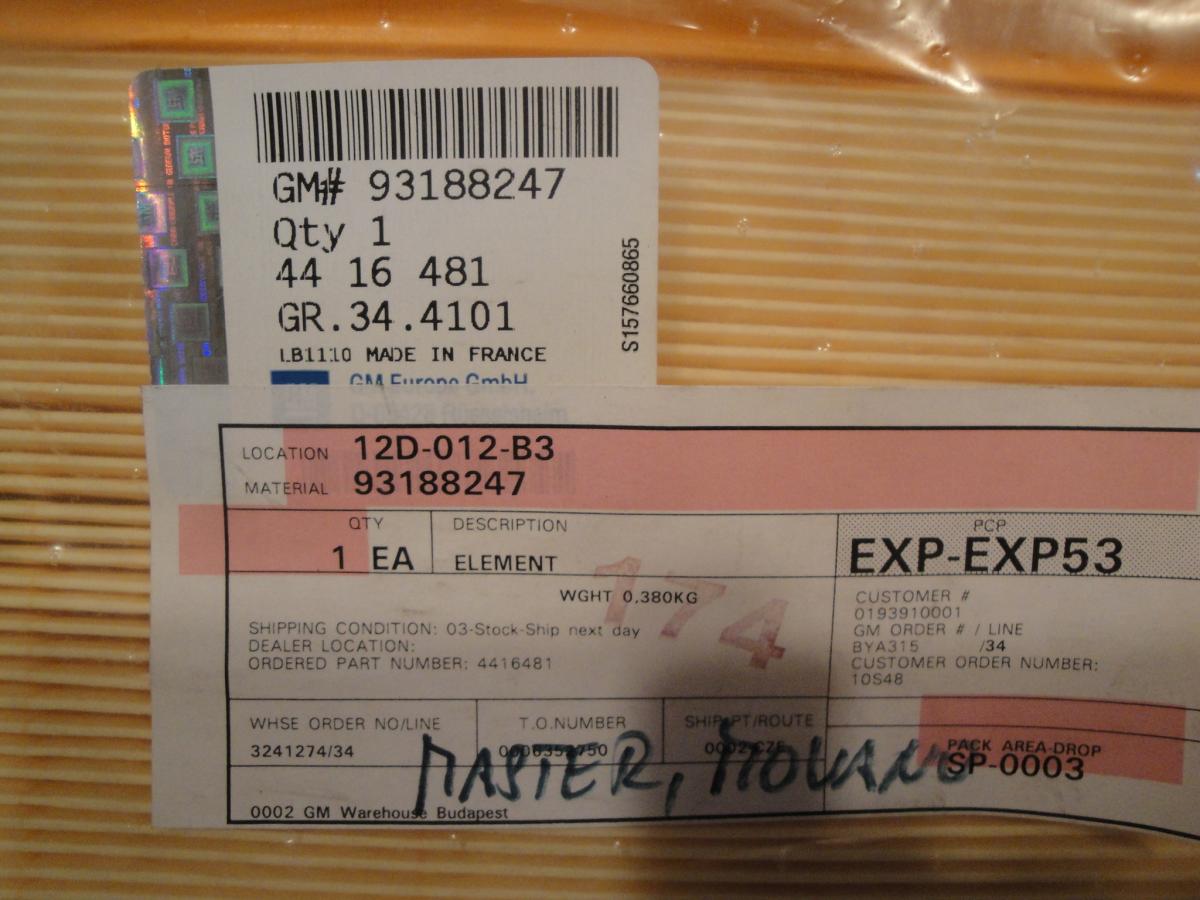 GM# 93188247
Qty 1
44 16 481
GR.34.4101
LB1110 MADE IN FRANCE
S157660865
GM Europe GmbH.
LOCATION 12D-012-B3
MATERIAL 93188247
QTY
1 EA
DESCRIPTION
ELEMENT
PCP
EXP-EXP53
174
WGHT 0.380KG
SHIPPING CONDITION: 03-Stock-Ship next day
DEALER LOCATION:
ORDERED PART NUMBER: 4416481
CUSTOMER #
0193910001
GM ORDER # / LINE
BYA315 /34
CUSTOMER ORDER NUMBER:
10S48
WHSE ORDER NO/LINE
3241274/34
T.O.NUMBER
SHIP.PT/ROUTE
0002 CZE
PACK AREA-DROP
SP-0003
MASTER, MOVANO
0002 GM Warehouse Budapest